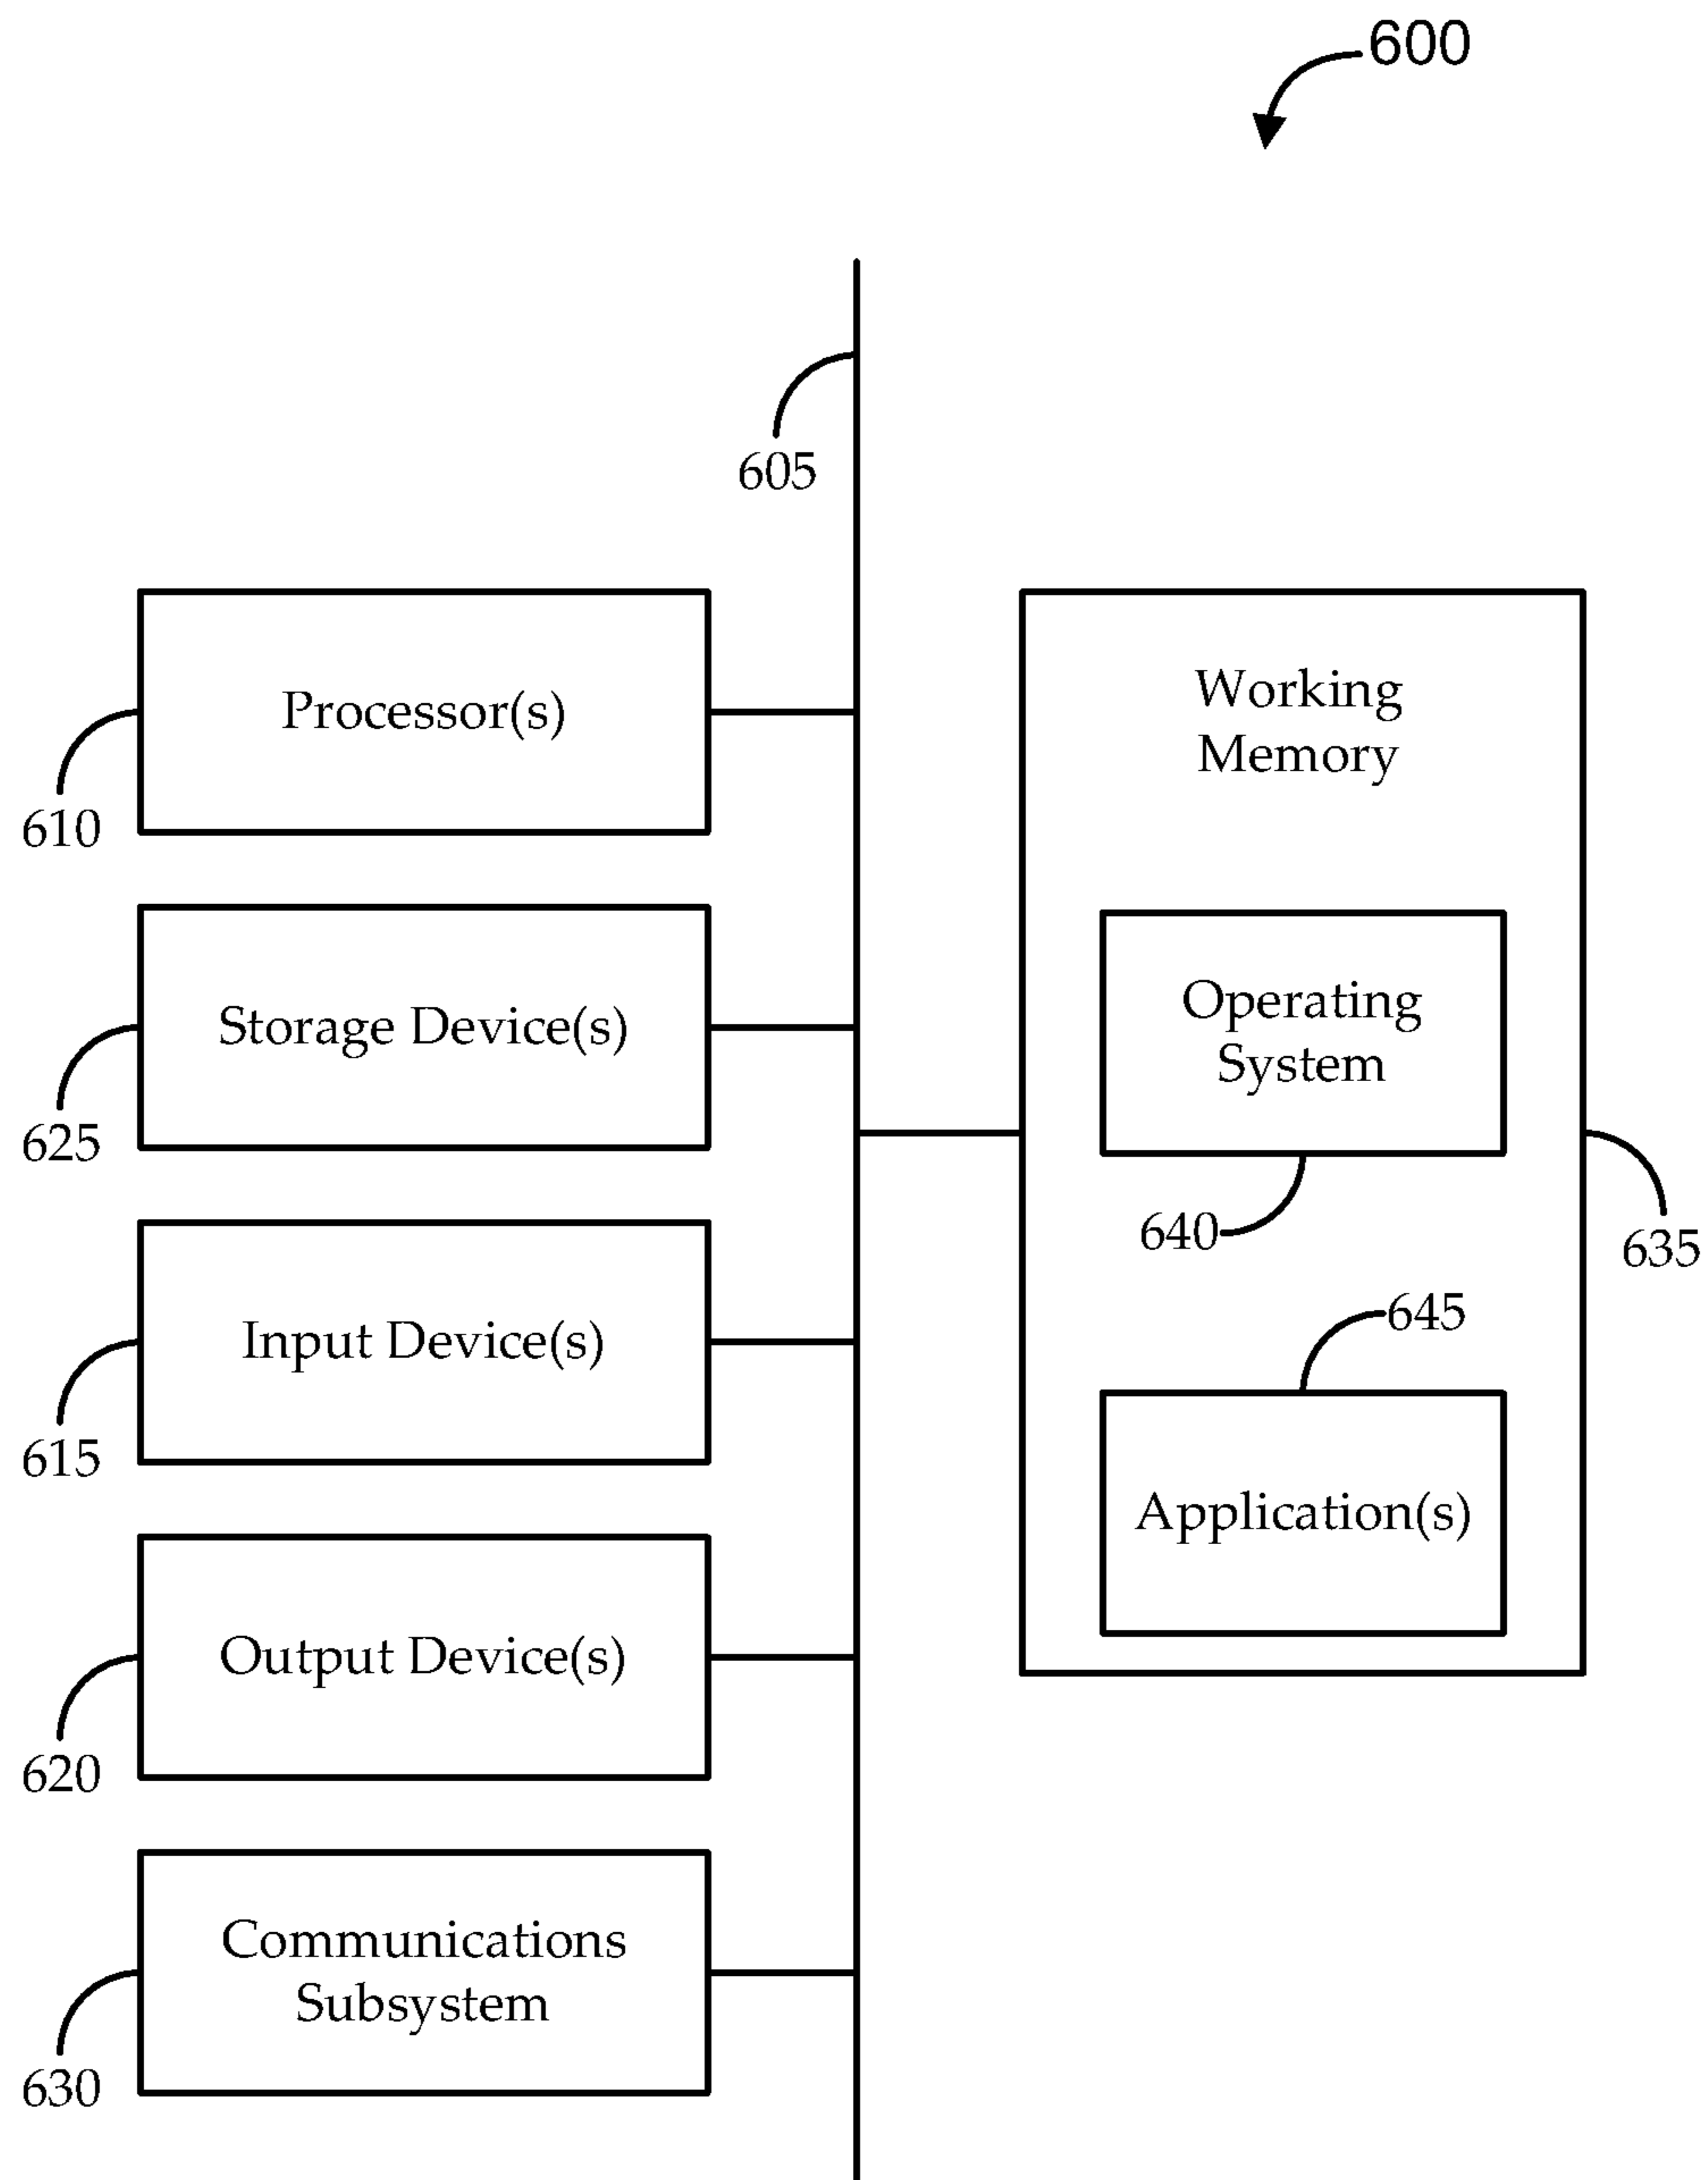 600
605
Processor(s)
610
Storage Device(s)
625
Input Device(s)
615
Output Device(s)
620
Communications
Subsystem
630
Working
Memory
Operating
System
640
635
645
Application(s)